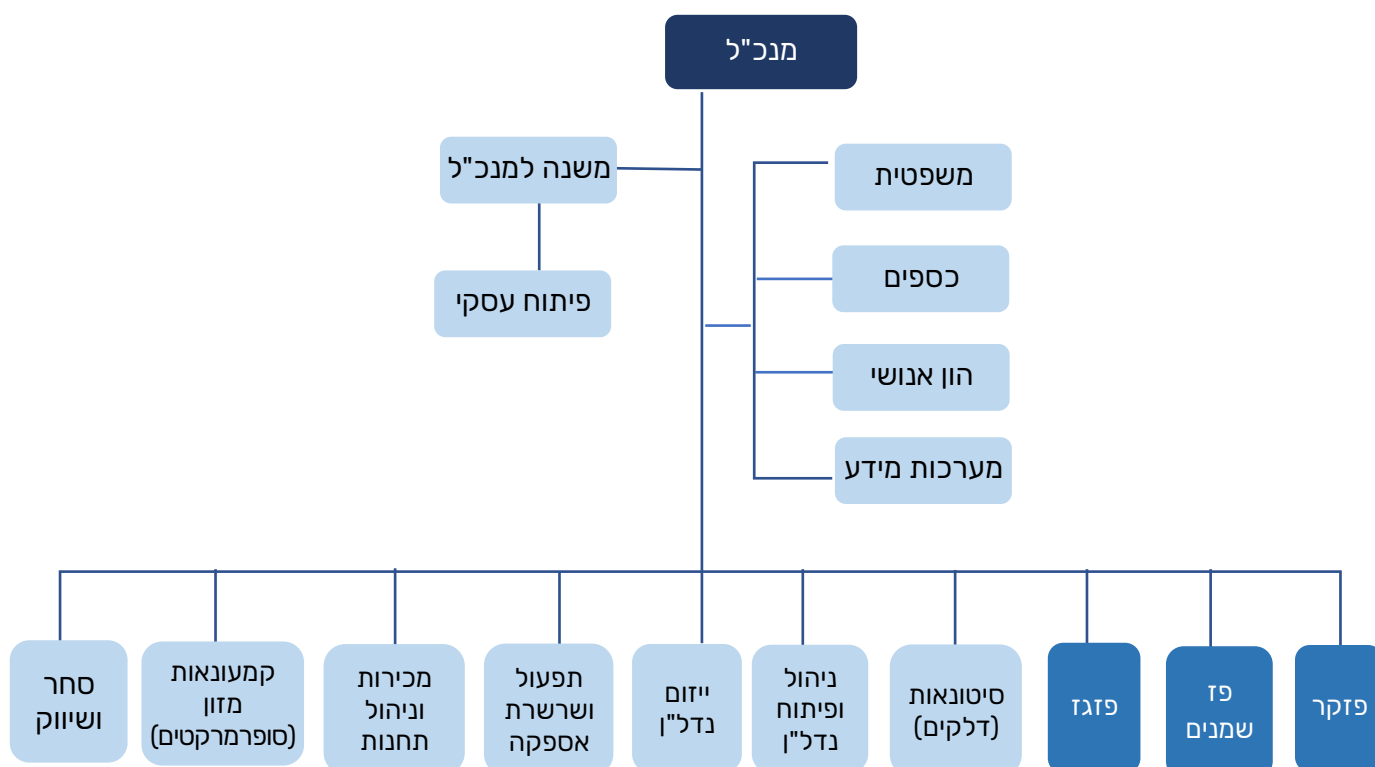 מנכ"ל
משנה למנכ"ל
פיתוח עסקי
משפטית
כספים
הון אנושי
מערכות מידע
פזקר
פז
שמנים
פזגז
סיטונאות
(דלקים)
ניהול
ופיתוח
נדל"ן
ייזום
נדל"ן
תפעול
ושרשרת
אספקה
מכירות
וניהול
תחנות
קמעונאות
מזון
(סופרמרקטים)
סחר
ושיווק